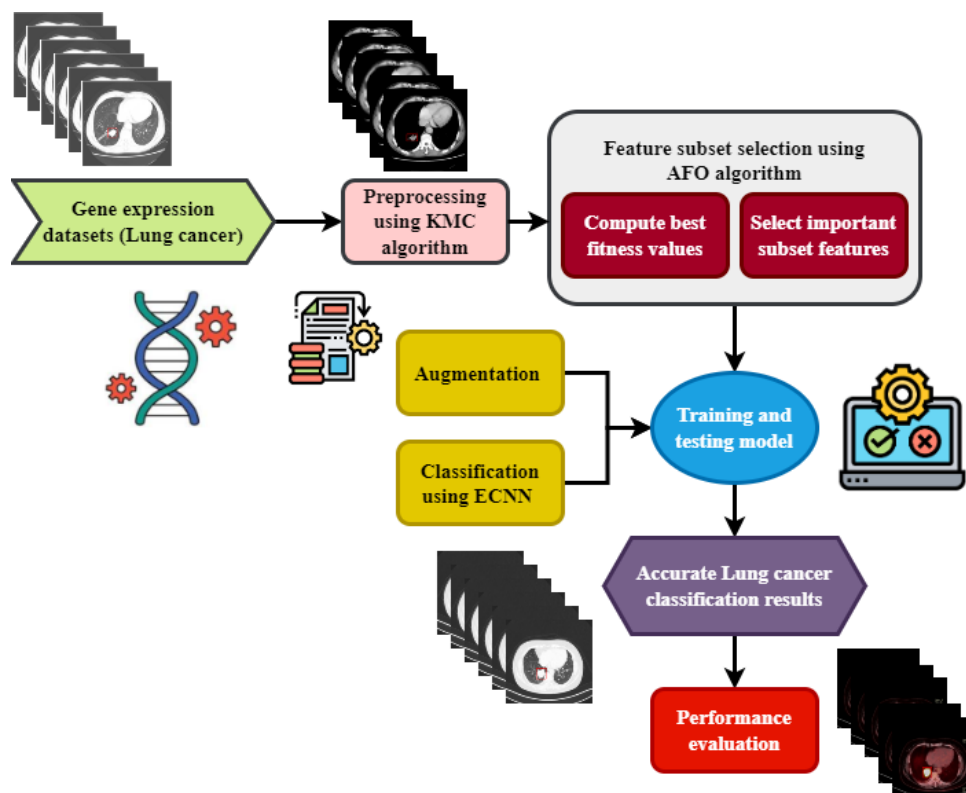 Gene expression
datasets (Lung cancer)
Preprocessing
using KMC
algorithm
Feature subset selection using
AFO algorithm
Compute best
fitness values
Select important
subset features
Augmentation
Classification
using ECNN
Training and
testing model
Accurate Lung cancer
classification results
Performance
evaluation